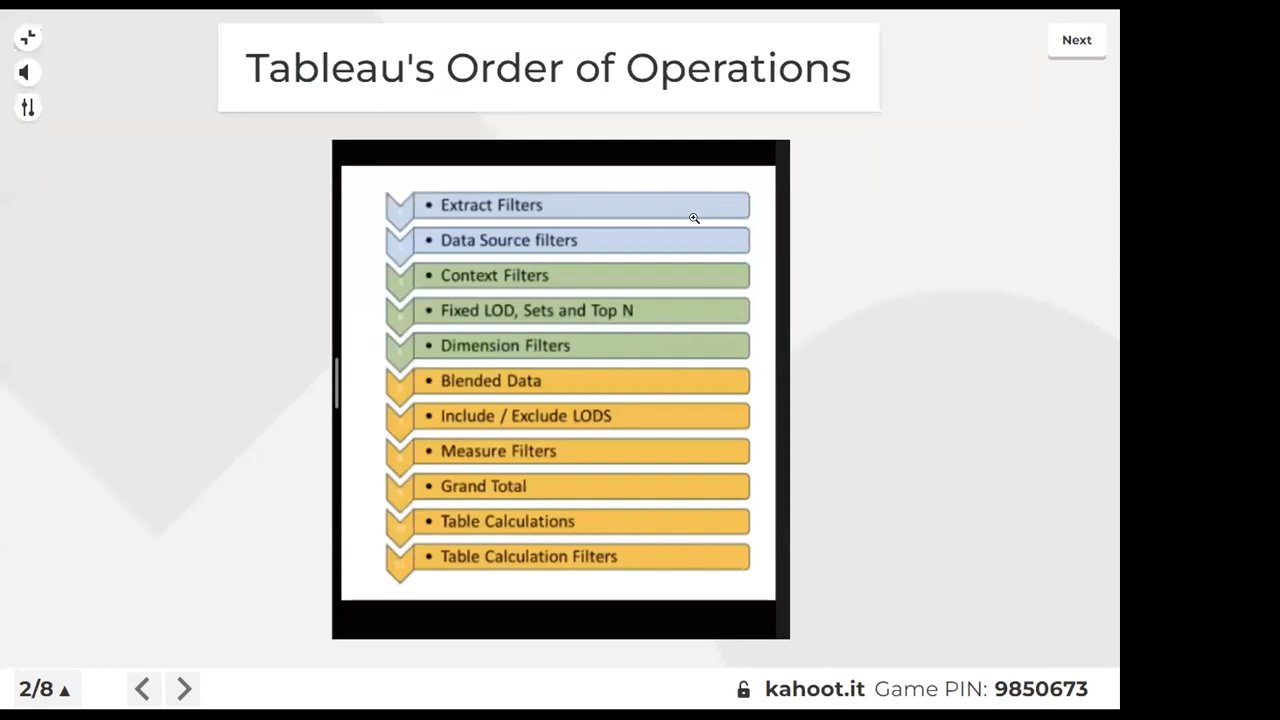 Tableau's Order of Operations
Next
• Extract Filters
• Data Source filters
• Context Filters
• Fixed LOD, Sets and Top N
• Dimension Filters
• Blended Data
• Include / Exclude LODS
• Measure Filters
• Grand Total
• Table Calculations
• Table Calculation Filters
2/8 ▲
kahoot.it Game PIN: 9850673